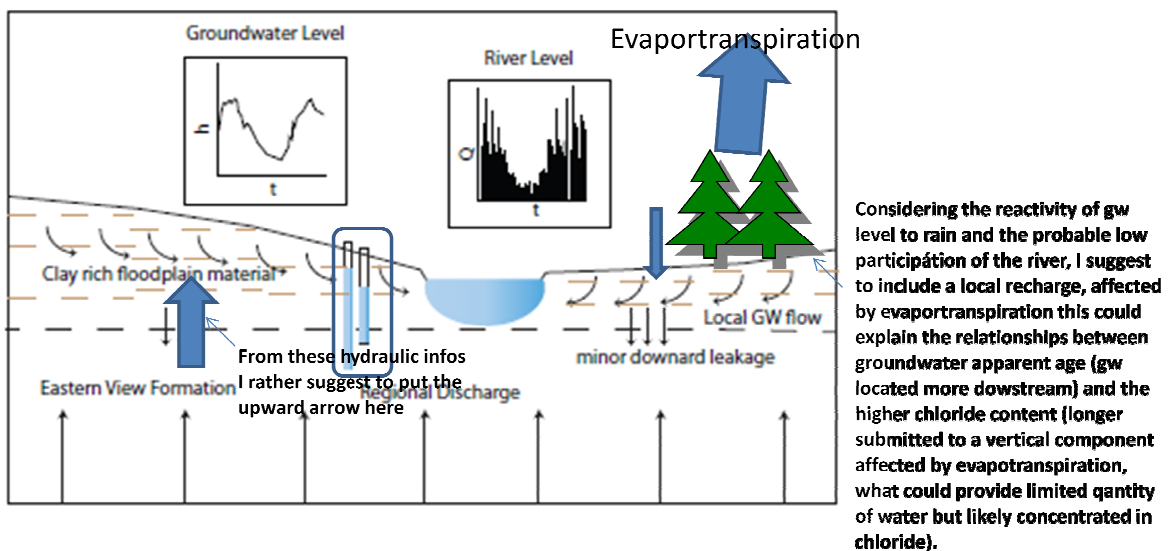 Groundwater Level
h
t
River Level
Q
t
Evaportranspiration
Clay rich floodplain material
Local GW flow
minor downard leakage
Eastern View Formation
From these hydraulic infos
I rather suggest to put the
upward arrow here
Regional Discharge
Considering the reactivity of gw
level to rain and the probable low
particípátion of the river, I suggest
to include a local recharge, affected
by evaportranspiration this could
explain the relationships between
groundwater apparent age (gw
located more dowstream) and the
higher chloride content (longer
submitted to a vertical component
affected by evapotranspiration,
what could provide limited qantity
of water but likely concentrated in
chloride).